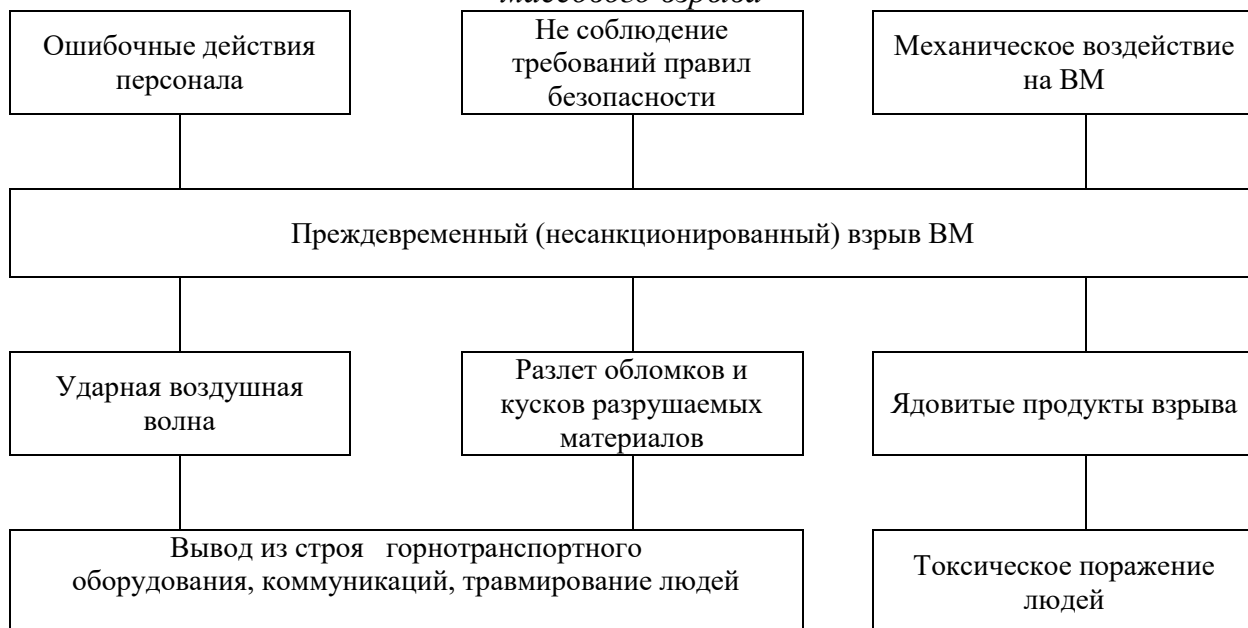 массового взрыва
Ошибочные действия
персонала
Не соблюдение
требований правил
безопасности
Механическое воздействие
на ВМ
Преждевременный (несанкционированный) взрыв ВМ
Ударная воздушная
волна
Разлет обломков и
кусков разрушаемых
материалов
Ядовитые продукты взрыва
Вывод из строя горнотранспортного
оборудования, коммуникаций, травмирование людей
Токсическое поражение
людей